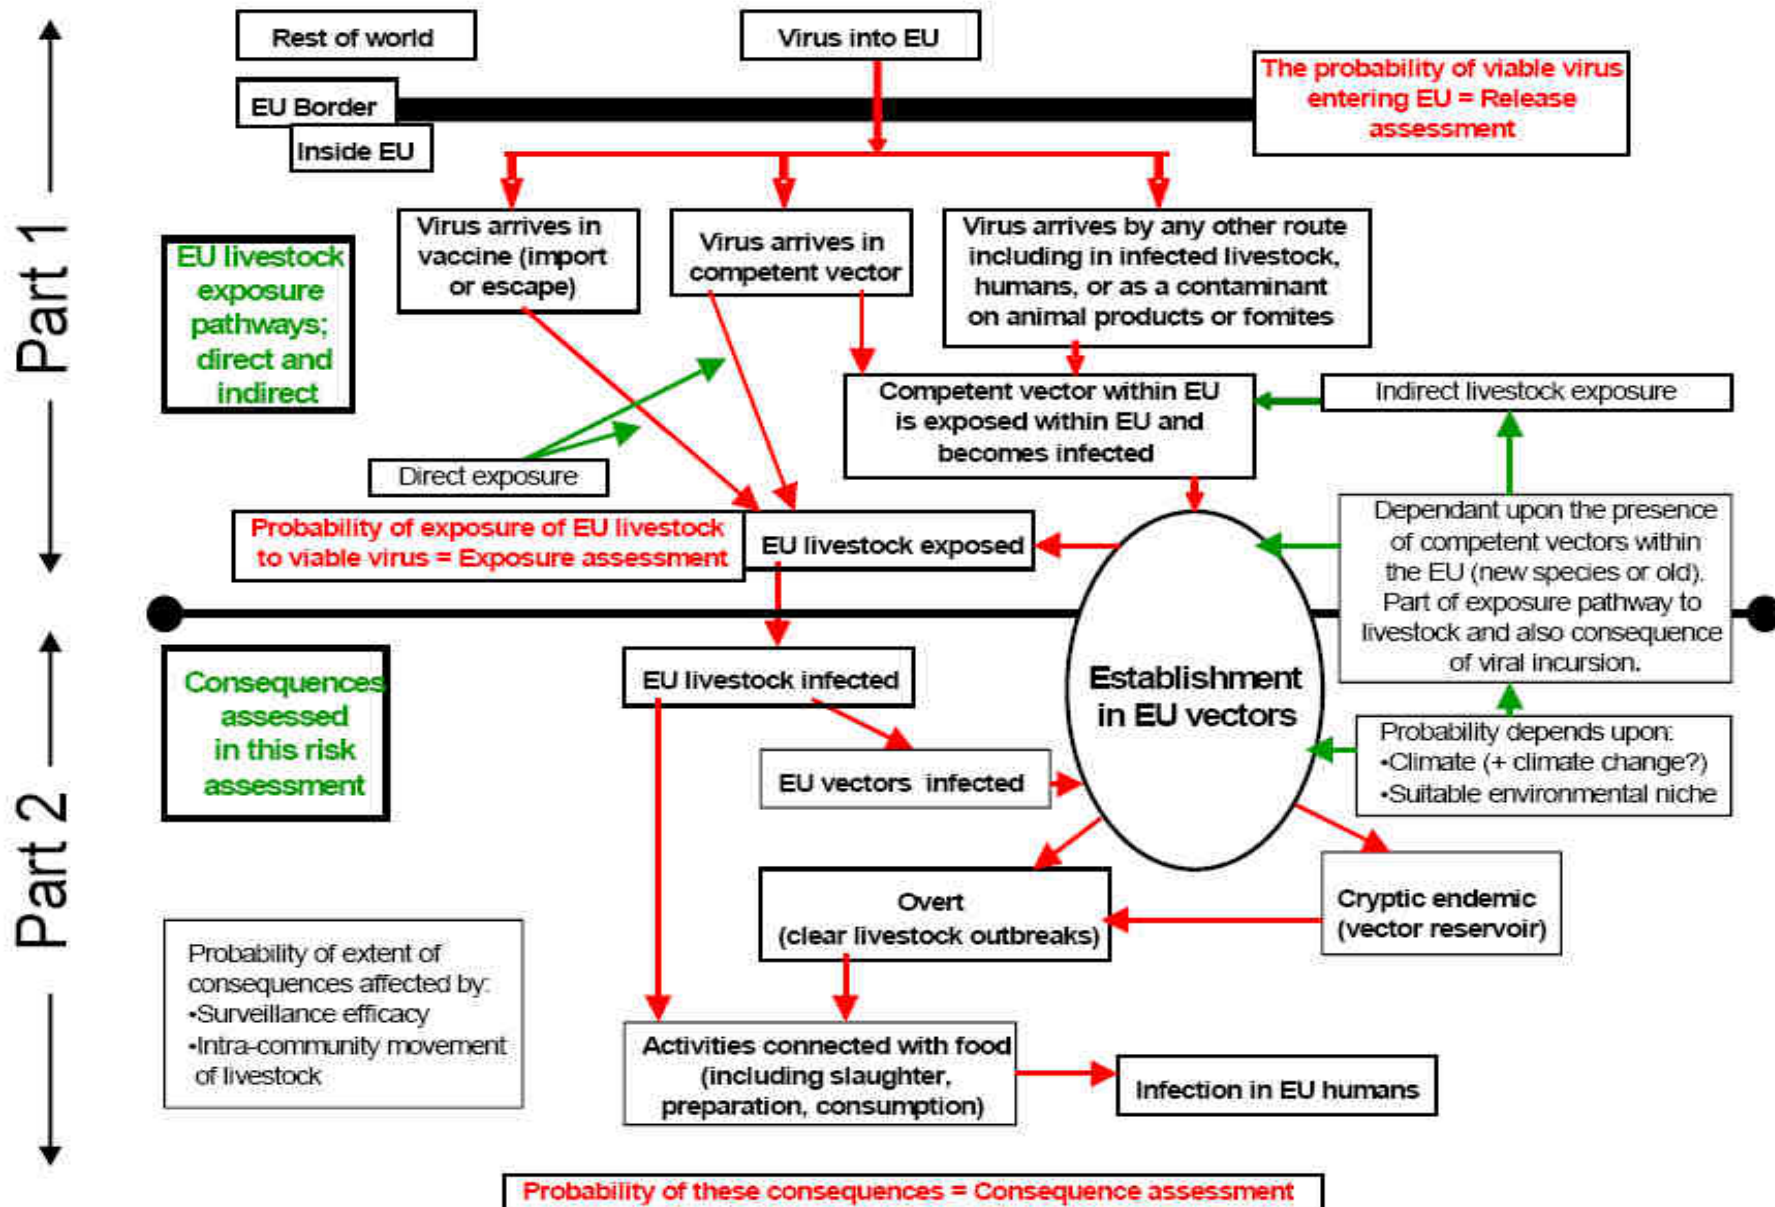 Rest of world
Virus into EU
EU Border
Inside EU
The probability of viable virus
entering EU = Release
assessment
Part 1
EU livestock
exposure
pathways;
direct and
indirect
Virus arrives in
vaccine (import
or escape)
Virus arrives in
competent vector
Virus arrives by any other route
including in infected livestock,
humans, or as a contaminant
on animal products or fomites
Competent vector within EU
is exposed within EU and
becomes infected
Indirect livestock exposure
Direct exposure
Probability of exposure of EU livestock
to viable virus = Exposure assessment
EU livestock exposed
Dependant upon the presence
of competent vectors within
the EU (new species or old).
Part of exposure pathway to
livestock and also consequence
of viral incursion.
Part 2
Consequences
assessed
in this risk
assessment
EU livestock infected
Establishment
in EU vectors
EU vectors infected
Probability depends upon:
•Climate (+ climate change?)
•Suitable environmental niche
Overt
(clear livestock outbreaks)
Cryptic endemic
(vector reservoir)
Probability of extent of
consequences affected by:
•Surveillance efficacy
•Intra-community movement
of livestock
Activities connected with food
(including slaughter,
preparation, consumption)
Infection in EU humans
Probability of these consequences = Consequence assessment